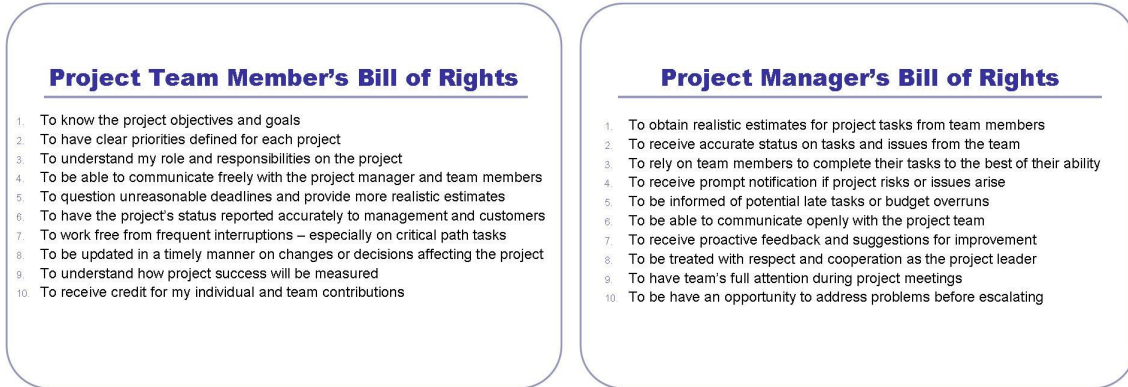 Project Team Member's Bill of Rights
1. To know the project objectives and goals
2. To have clear priorities defined for each project
3. To understand my role and responsibilities on the project
4. To be able to communicate freely with the project manager and team members
5. To question unreasonable deadlines and provide more realistic estimates
6. To have the project's status reported accurately to management and customers
7. To work free from frequent interruptions – especially on critical path tasks
8. To be updated in a timely manner on changes or decisions affecting the project
9. To understand how project success will be measured
10. To receive credit for my individual and team contributions
Project Manager's Bill of Rights
1. To obtain realistic estimates for project tasks from team members
2. To receive accurate status on tasks and issues from the team
3. To rely on team members to complete their tasks to the best of their ability
4. To receive prompt notification if project risks or issues arise
5. To be informed of potential late tasks or budget overruns
6. To be able to communicate openly with the project team
7. To receive proactive feedback and suggestions for improvement
8. To be treated with respect and cooperation as the project leader
9. To have team's full attention during project meetings
10. To be have an opportunity to address problems before escalating